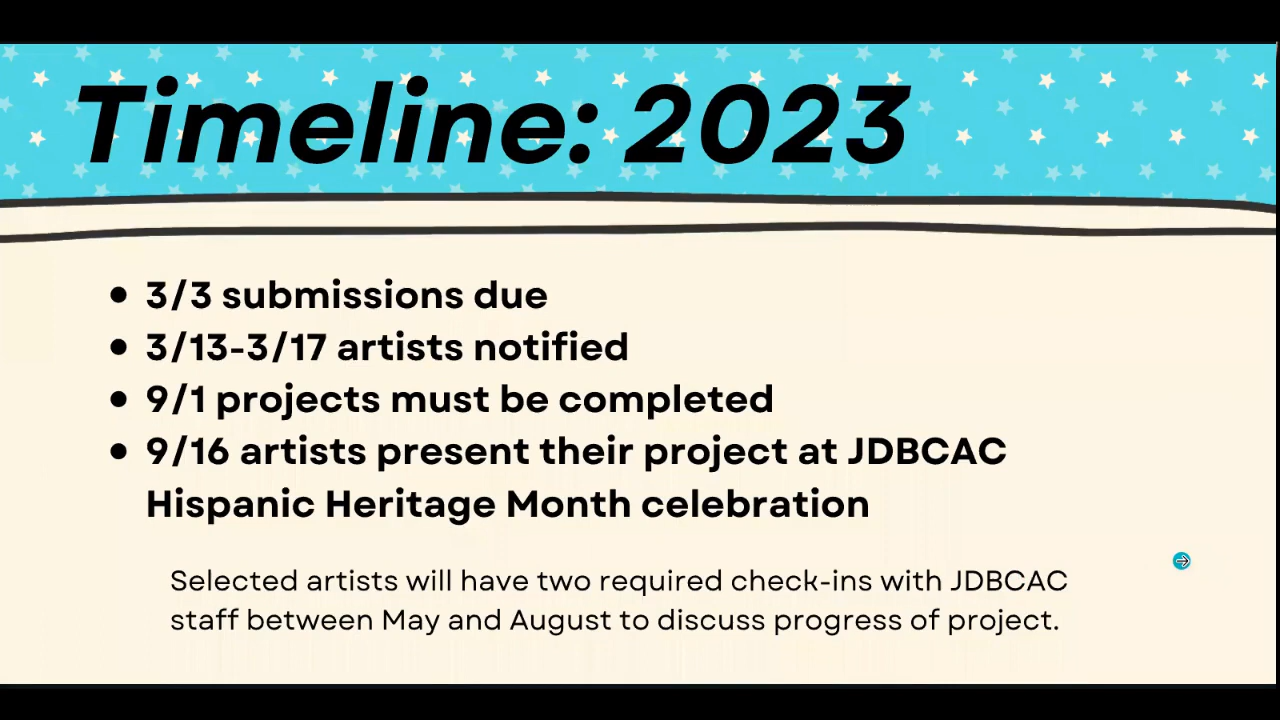 Timeline: 2023
• 3/3 submissions due
• 3/13-3/17 artists notified
• 9/1 projects must be completed
• 9/16 artists present their project at JDBCAC
Hispanic Heritage Month celebration
Selected artists will have two required check-ins with JDBCAC
staff between May and August to discuss progress of project.